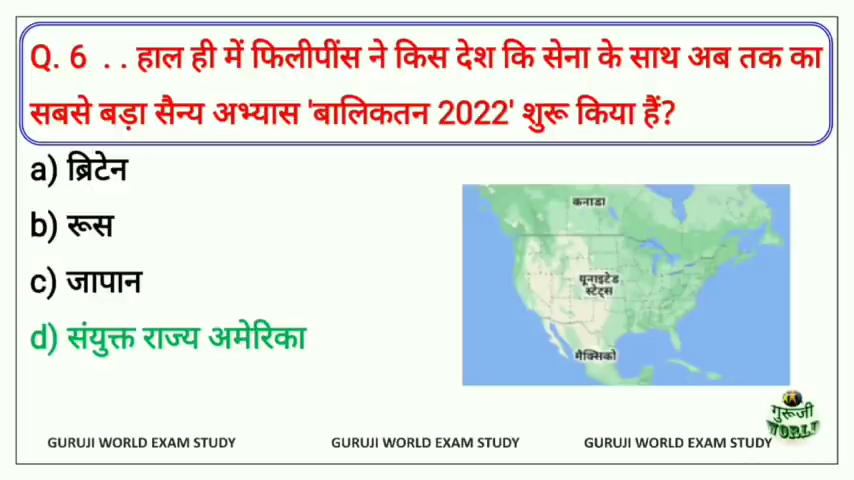 Q. 6 . . हाल ही में फिलीपींस ने किस देश कि सेना के साथ अब तक का
सबसे बड़ा सैन्य अभ्यास 'बालिकतन 2022' शुरू किया हैं?
a) ब्रिटेन
b) रूस
c) जापान
d) संयुक्त राज्य अमेरिका
कनाडा
यूनाइटेड
स्टेट्स
मैक्सिको
गुरूजी
WORLD
GURUJI WORLD EXAM STUDY GURUJI WORLD EXAM STUDY GURUJI WORLD EXAM STUDY